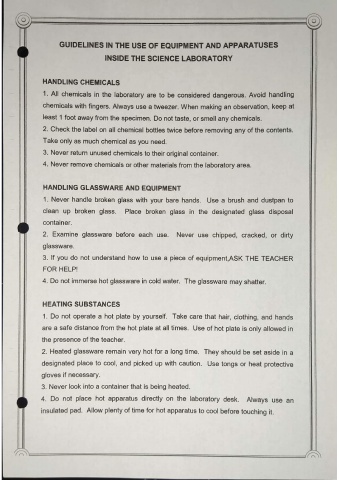 GUIDELINES IN THE USE OF EQUIPMENT AND APPARATUSES
INSIDE THE SCIENCE LABORATORY
HANDLING CHEMICALS
1. All chemicals in the laboratory are to be considered dangerous. Avoid handling
chemicals with fingers. Always use a tweezer. When making an observation, keep at
least 1 foot away from the specimen. Do not taste, or smell any chemicals.
2. Check the label on all chemical bottles twice before removing any of the contents.
Take only as much chemical as you need.
3. Never return unused chemicals to their original container.
4. Never remove chemicals or other materials from the laboratory area.
HANDLING GLASSWARE AND EQUIPMENT
1. Never handle broken glass with your bare hands. Use a brush and dustpan to
clean up broken glass. Place broken glass in the designated glass disposal
container.
2. Examine glassware before each use. Never use chipped, cracked, or dirty
glassware.
3. If you do not understand how to use a piece of equipment,ASK THE TEACHER
FOR HELP!
4. Do not immerse hot glassware in cold water. The glassware may shatter.
HEATING SUBSTANCES
1. Do not operate a hot plate by yourself. Take care that hair, clothing, and hands
are a safe distance from the hot plate at all times. Use of hot plate is only allowed in
the presence of the teacher.
2. Heated glassware remain very hot for a long time. They should be set aside in a
designated place to cool, and picked up with caution. Use tongs or heat protective
gloves if necessary.
3. Never look into a container that is being heated.
4. Do not place hot apparatus directly on the laboratory desk. Always use an
insulated pad. Allow plenty of time for hot apparatus to cool before touching it.